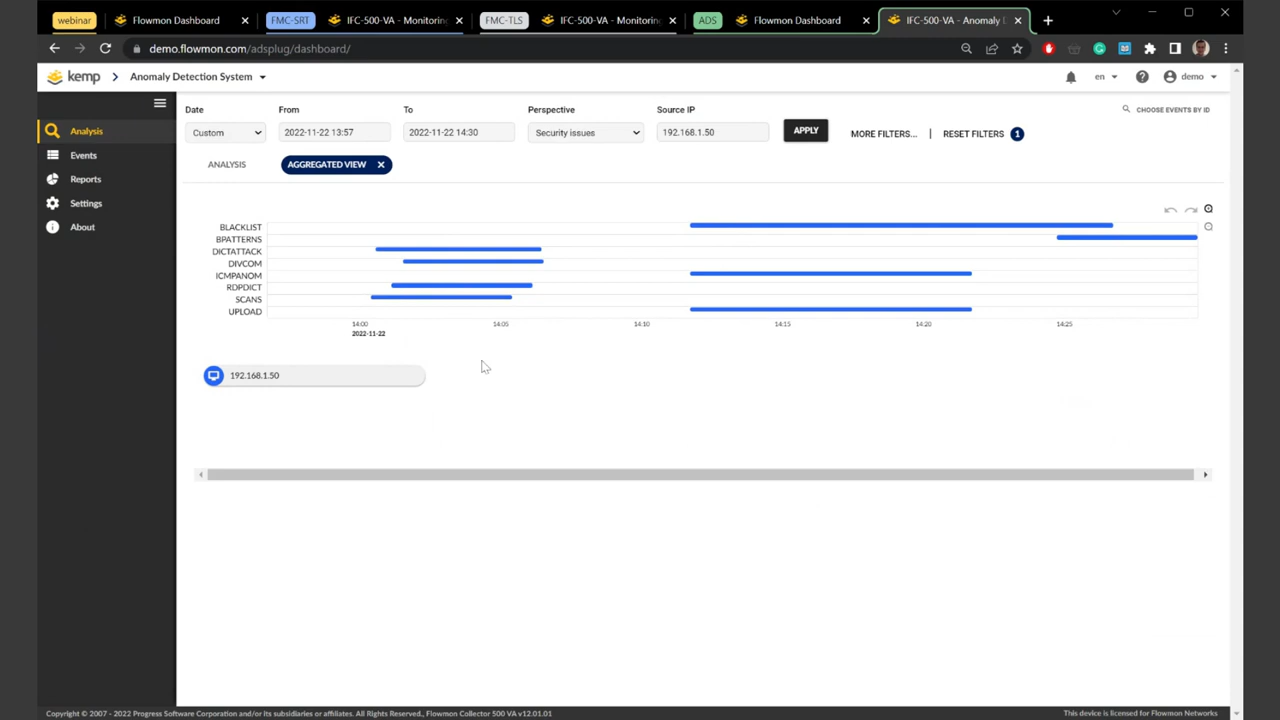 webinar Flowmon Dashboard FMC-SRT IFC-500-VA - Monitorin FMC-TLS IFC-500-VA - Monitorin ADS Flowmon Dashboard IFC-500-VA - Anomaly
demo.flowmon.com/adsplug/dashboard/
kemp Anomaly Detection System en demo
Date From To Perspective Source IP CHOOSE EVENTS BY ID
Custom 2022-11-22 13:57 2022-11-22 14:30 Security issues 192.168.1.50 APPLY MORE FILTERS... | RESET FILTERS 1
Analysis
Events
Reports
Settings
About
ANALYSIS AGGREGATED VIEW
BLACKLIST
BPATTERNS
DICTATTACK
DIVCOM
ICMPANOM
RDPDICT
SCANS
UPLOAD
14:00 14:05 14:10 14:15 14:20 14:25
2022-11-22
192.168.1.50
Copyright © 2007 - 2022 Progress Software Corporation and/or its subsidiaries or affiliates. All Rights Reserved., Flowmon Collector 500 VA v12.01.01 This device is licensed for Flowmon Networks